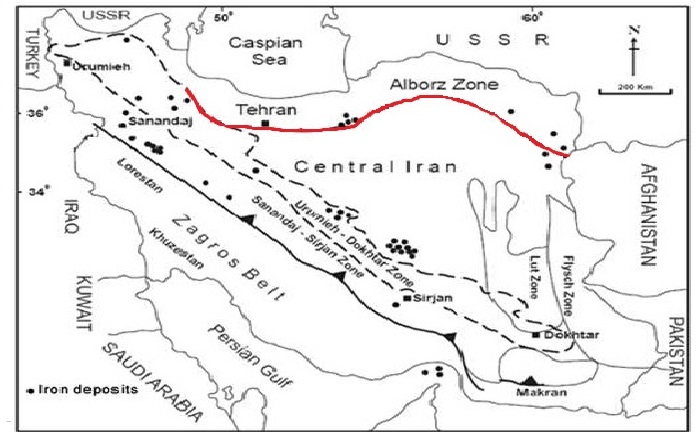 USSR
50°
60°
Caspian
Sea
U S S R
Z
200 Km
TURKEY
Urumieh
Alborz Zone
36°
Tehran
Sanandaj
Central Iran
Lorestan
34°
AFGHANISTAN
IRAQ
Urumieh - Dokhtar Zone
Sanandaj - Sirjan Zone
Zagros Belt
Khuzestan
Lut Zone
Flysch Zone
KUWAIT
Sirjan
Dokhtar
PAKISTAN
Persian Gulf
SAUDI ARABIA
Iron deposits
Makran